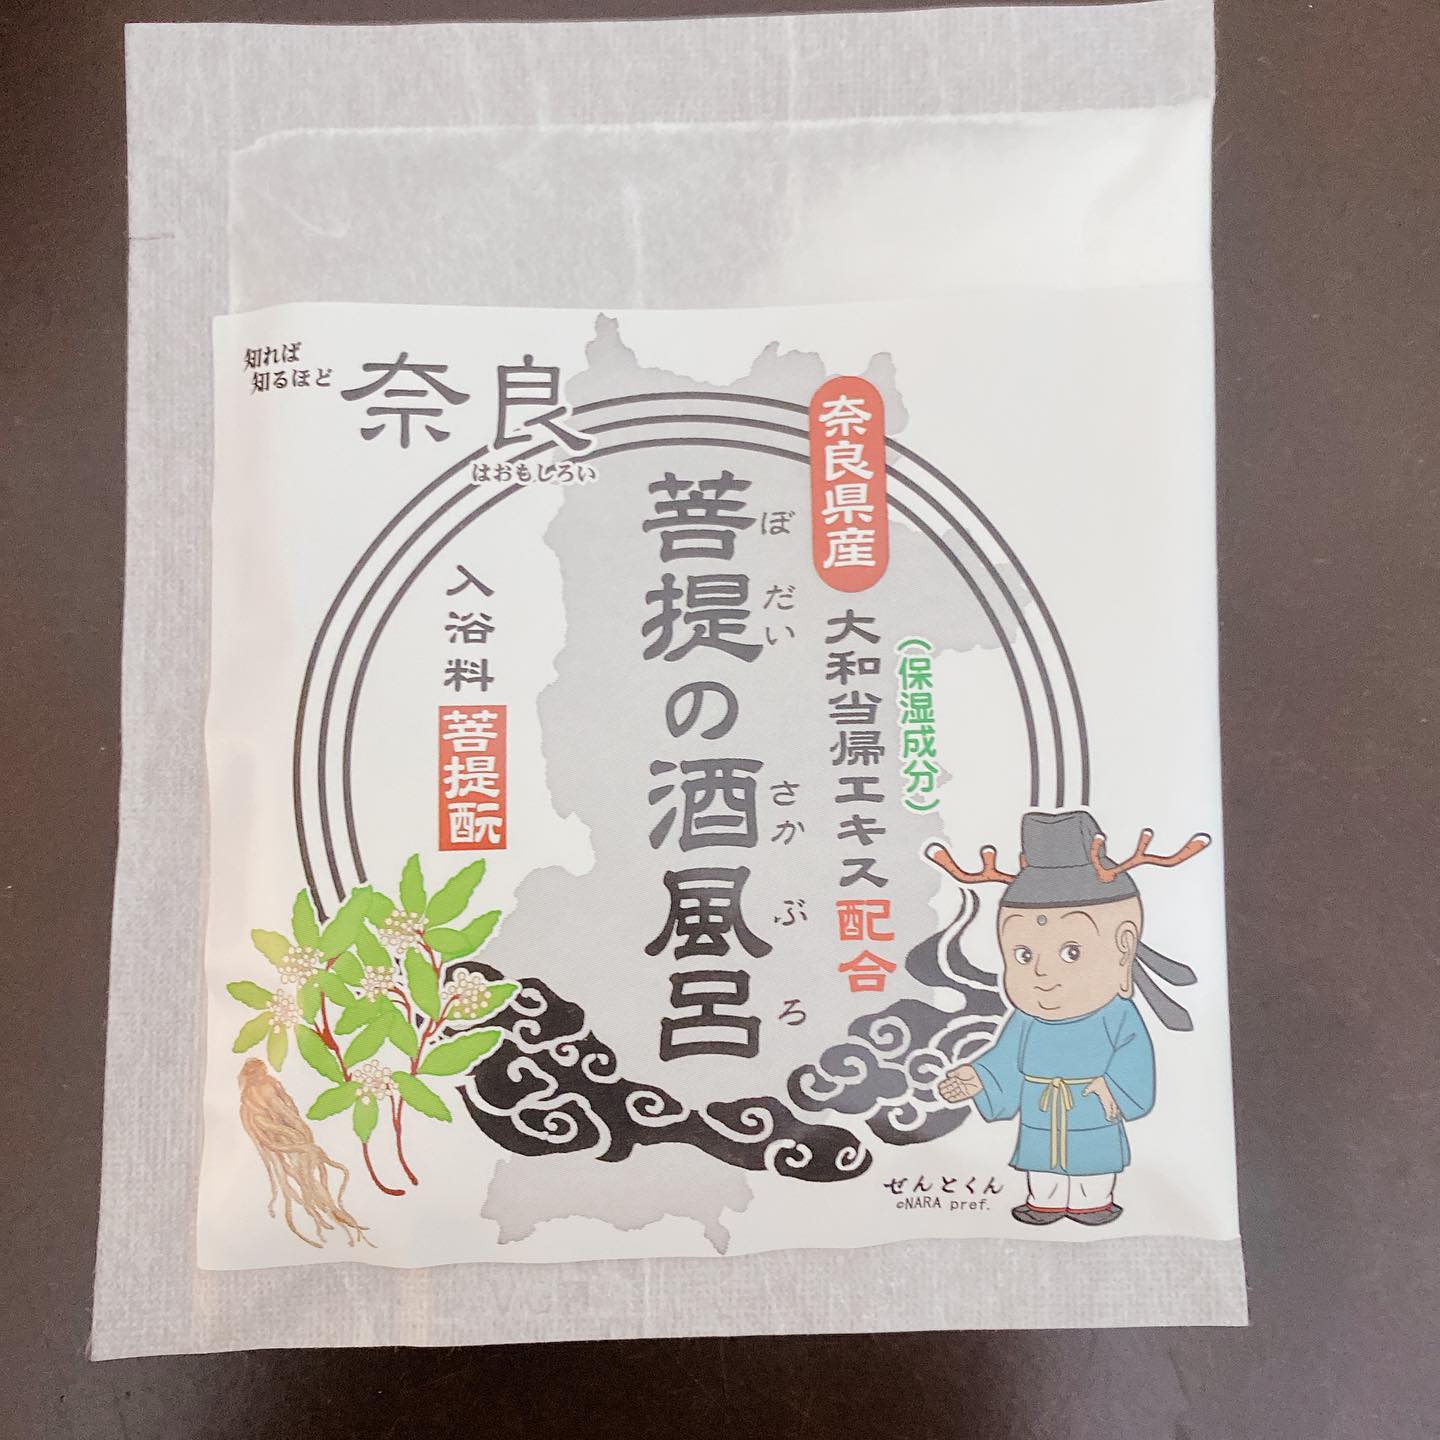 知れば
知るほど
奈良
はおもしろい
奈良県産
大和当帰エキス配合
(保湿成分)
菩提の酒風呂
ぼだい さかぶろ
入浴料
菩提酛
せんとくん
©NARA pref.